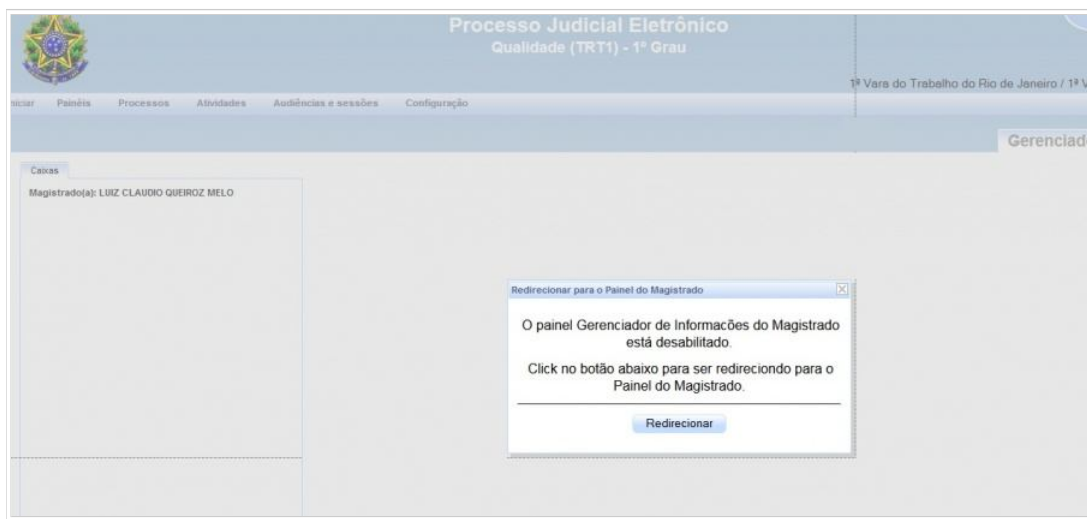 Processo Judicial Eletrônico
Qualidade (TRT1) - 1º Grau
1ª Vara do Trabalho do Rio de Janeiro / 1ª V
niciar Painéis Processos Atividades Audiências e sessões Configuração
Gerenciad
Caixas
Magistrado(a): LUIZ CLAUDIO QUEIROZ MELO
Redirecionar para o Painel do Magistrado
O painel Gerenciador de Informacões do Magistrado
está desabilitado.
Click no botão abaixo para ser redireciondo para o
Painel do Magistrado.
Redirecionar